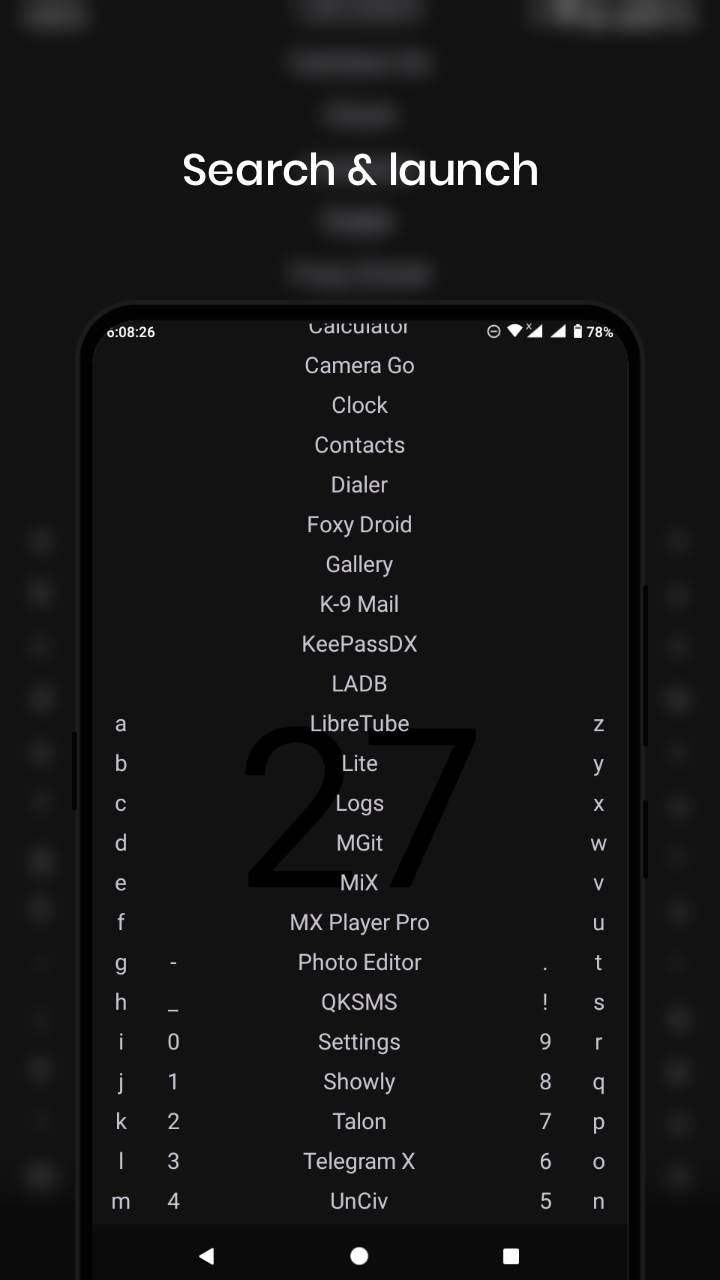 Search & launch
6:08:26 x 78%
Calculator
Camera Go
Clock
Contacts
Dialer
Foxy Droid
Gallery
K-9 Mail
KeePassDX
LADB
a LibreTube z
b Lite y
c Logs x
27
d MGit w
e MiX v
f MX Player Pro u
g - Photo Editor . t
h _ QKSMS ! s
i 0 Settings 9 r
j 1 Showly 8 q
k 2 Talon 7 p
l 3 Telegram X 6 o
m 4 UnCiv 5 n